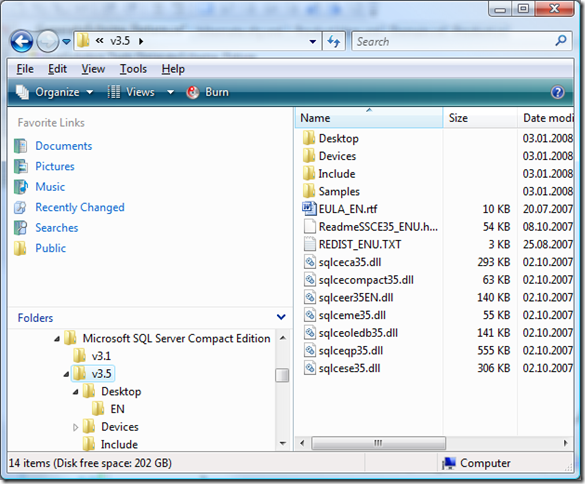 « v3.5
Search
File Edit View Tools Help
Organize Views Burn
Favorite Links
Documents
Pictures
Music
Recently Changed
Searches
Public
Folders
Microsoft SQL Server Compact Edition
v3.1
v3.5
Desktop
EN
Devices
Include
Name Size Date modi
Desktop 03.01.2008
Devices 03.01.2008
Include 03.01.2008
Samples 03.01.2008
EULA_EN.rtf 10 KB 20.07.2007
ReadmeSSCE35_ENU.h... 54 KB 08.10.2007
REDIST_ENU.TXT 3 KB 25.08.2007
sqlceca35.dll 293 KB 02.10.2007
sqlcecompact35.dll 63 KB 02.10.2007
sqlceer35EN.dll 140 KB 02.10.2007
sqlceme35.dll 55 KB 02.10.2007
sqlceoledb35.dll 141 KB 02.10.2007
sqlceqp35.dll 555 KB 02.10.2007
sqlcese35.dll 306 KB 02.10.2007
14 items (Disk free space: 202 GB) Computer